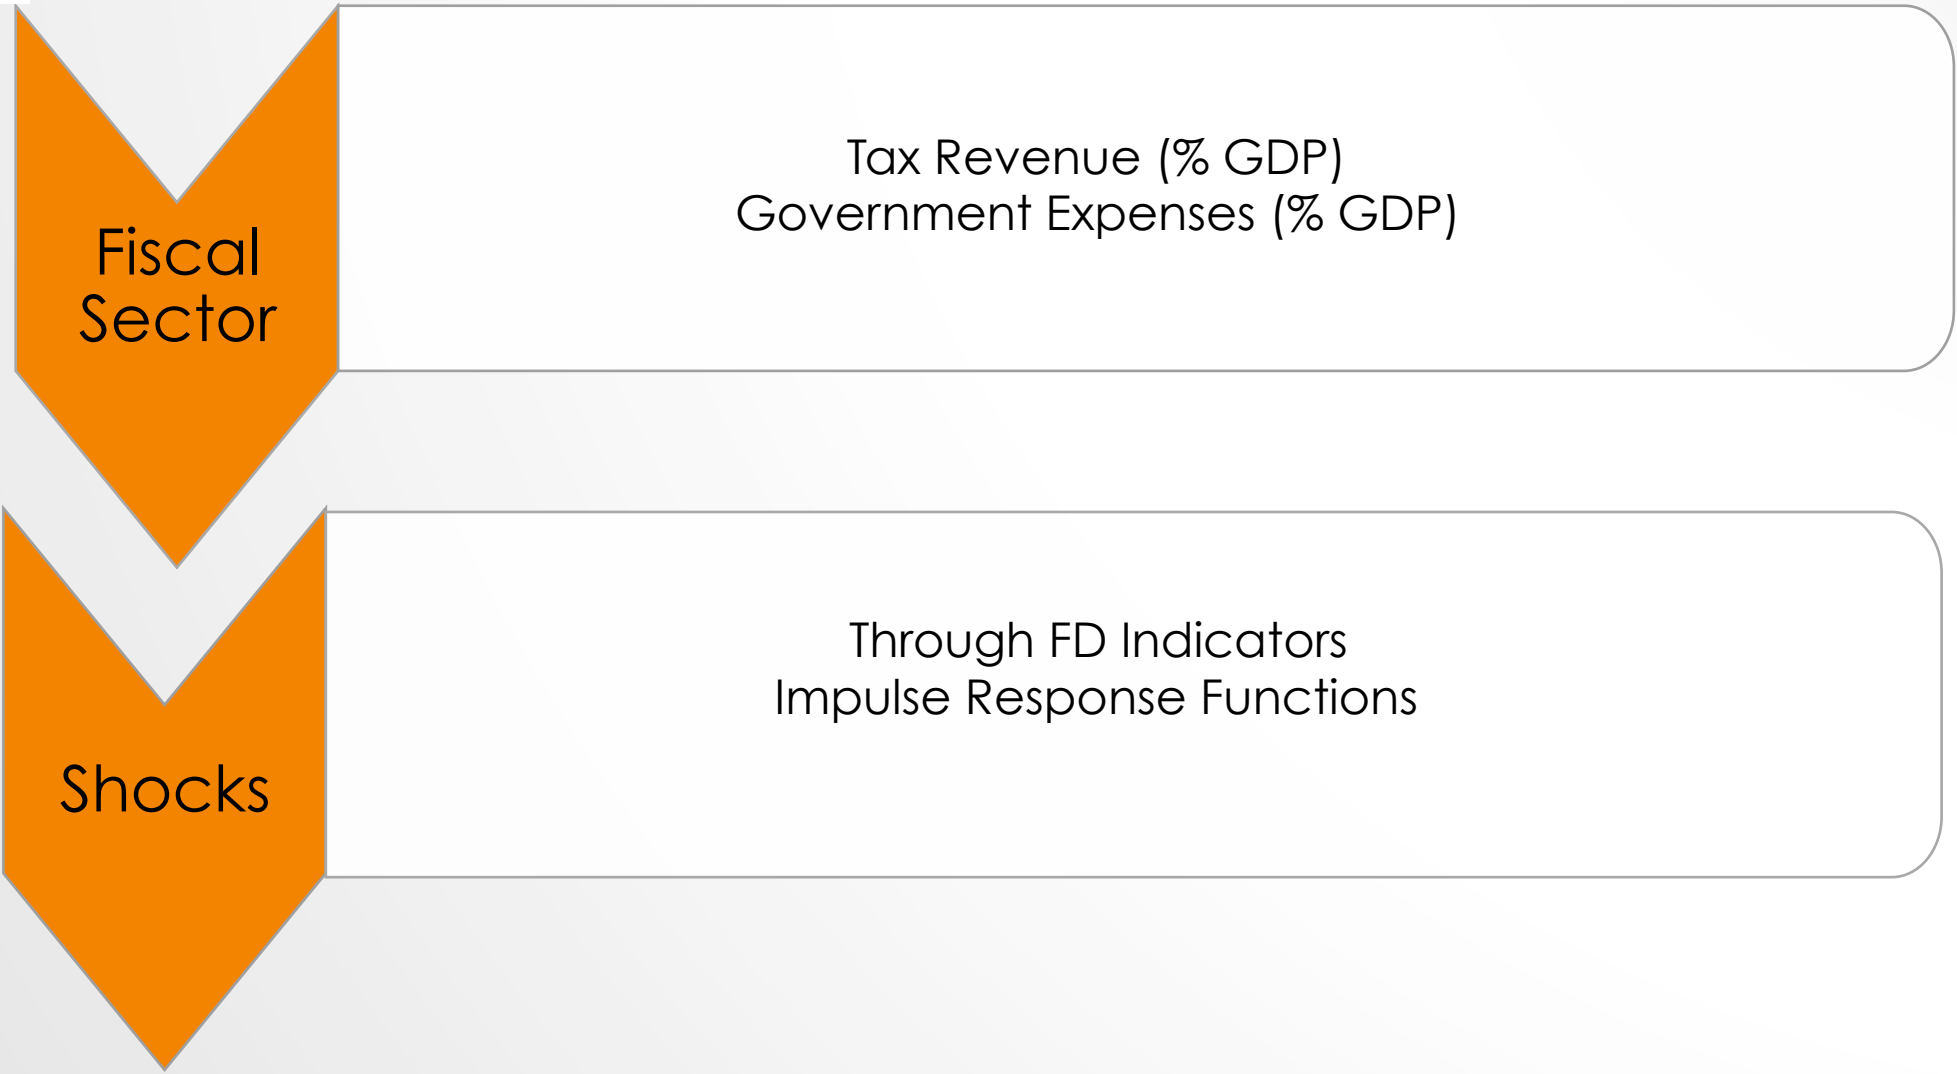 Fiscal
Sector
Tax Revenue (% GDP)
Government Expenses (% GDP)
Shocks
Through FD Indicators
Impulse Response Functions